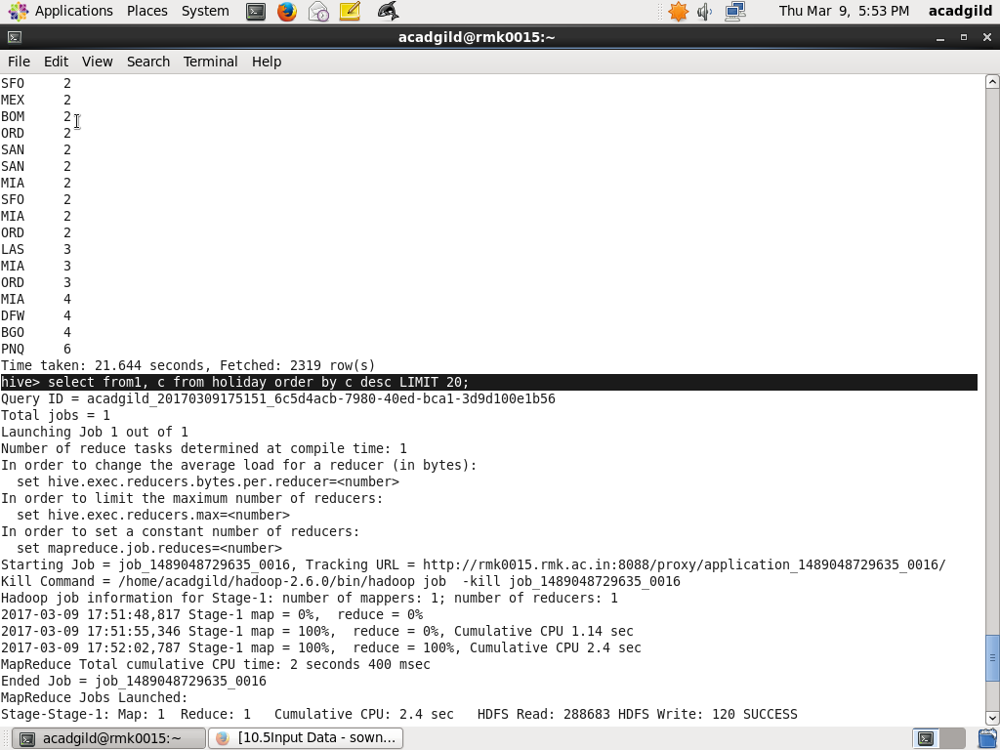 Applications Places System Thu Mar 9, 5:53 PM acadgild
acadgild@rmk0015:~
File Edit View Search Terminal Help
SFO 2
MEX 2
BOM 2
ORD 2
SAN 2
SAN 2
MIA 2
SFO 2
MIA 2
ORD 2
LAS 3
MIA 3
ORD 3
MIA 4
DFW 4
BGO 4
PNQ 6
Time taken: 21.644 seconds, Fetched: 2319 row(s)
hive> select from1, c from holiday order by c desc LIMIT 20;
Query ID = acadgild_20170309175151_6c5d4acb-7980-40ed-bca1-3d9d100e1b56
Total jobs = 1
Launching Job 1 out of 1
Number of reduce tasks determined at compile time: 1
In order to change the average load for a reducer (in bytes):
  set hive.exec.reducers.bytes.per.reducer=<number>
In order to limit the maximum number of reducers:
  set hive.exec.reducers.max=<number>
In order to set a constant number of reducers:
  set mapreduce.job.reduces=<number>
Starting Job = job_1489048729635_0016, Tracking URL = http://rmk0015.rmk.ac.in:8088/proxy/application_1489048729635_0016/
Kill Command = /home/acadgild/hadoop-2.6.0/bin/hadoop job  -kill job_1489048729635_0016
Hadoop job information for Stage-1: number of mappers: 1; number of reducers: 1
2017-03-09 17:51:48,817 Stage-1 map = 0%,  reduce = 0%
2017-03-09 17:51:55,346 Stage-1 map = 100%,  reduce = 0%, Cumulative CPU 1.14 sec
2017-03-09 17:52:02,787 Stage-1 map = 100%,  reduce = 100%, Cumulative CPU 2.4 sec
MapReduce Total cumulative CPU time: 2 seconds 400 msec
Ended Job = job_1489048729635_0016
MapReduce Jobs Launched:
Stage-Stage-1: Map: 1  Reduce: 1   Cumulative CPU: 2.4 sec   HDFS Read: 288683 HDFS Write: 120 SUCCESS
acadgild@rmk0015:~ [10.5Input Data - sown...